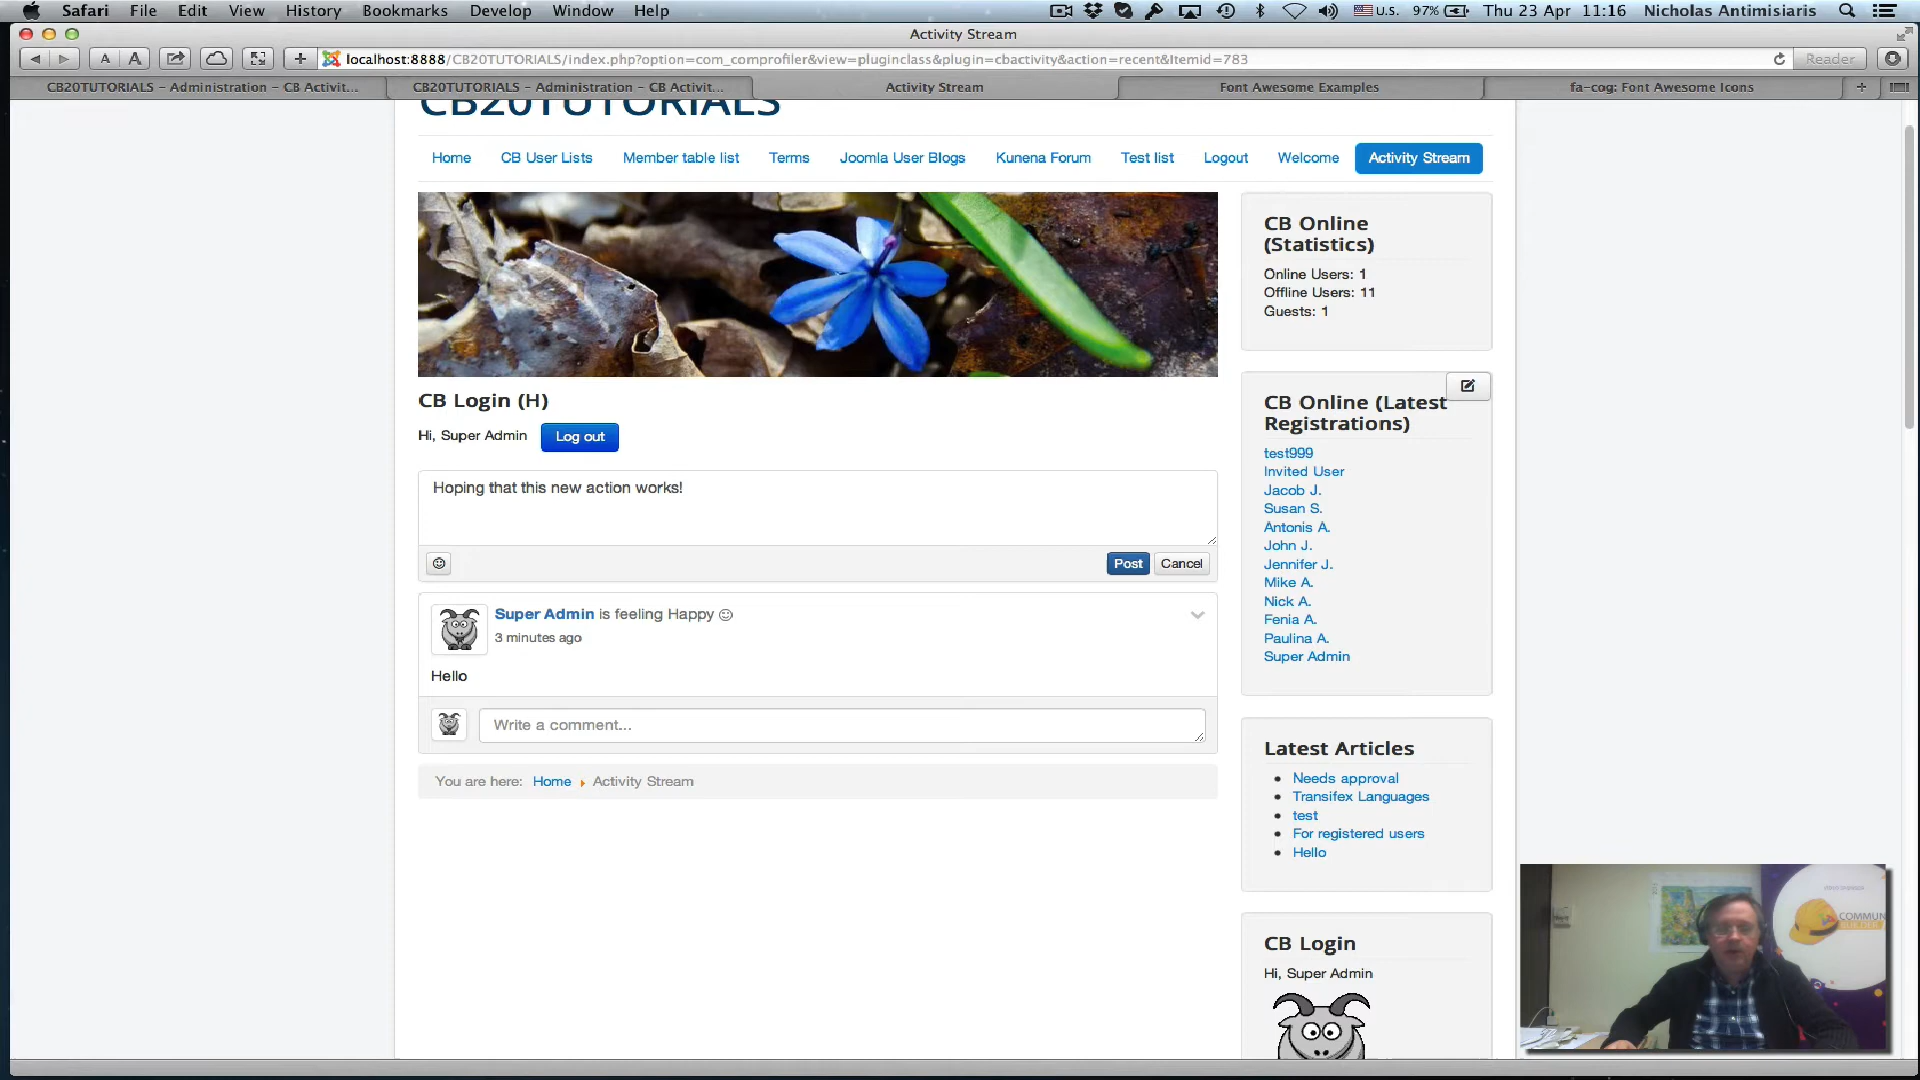 Safari File Edit View History Bookmarks Develop Window Help U.S. 97% Thu 23 Apr 11:16 Nicholas Antimisiaris
Activity Stream
A A localhost:8888/CB20TUTORIALS/index.php?option=com_comprofiler&view=pluginclass&plugin=cbactivity&action=recent&Itemid=783 Reader
CB20TUTORIALS - Administration - CB Activit... CB20TUTORIALS - Administration - CB Activit... Activity Stream Font Awesome Examples fa-cog: Font Awesome Icons
CB20TUTORIALS
Home CB User Lists Member table list Terms Joomla User Blogs Kunena Forum Test list Logout Welcome Activity Stream
CB Login (H)
Hi, Super Admin Log out
Hoping that this new action works!
Post Cancel
Super Admin is feeling Happy
3 minutes ago
Hello
Write a comment...
You are here: Home Activity Stream
CB Online
(Statistics)
Online Users: 1
Offline Users: 11
Guests: 1
CB Online (Latest
Registrations)
test999
Invited User
Jacob J.
Susan S.
Antonis A.
John J.
Jennifer J.
Mike A.
Nick A.
Fenia A.
Paulina A.
Super Admin
Latest Articles
Needs approval
Transifex Languages
test
For registered users
Hello
CB Login
Hi, Super Admin
COMMUN